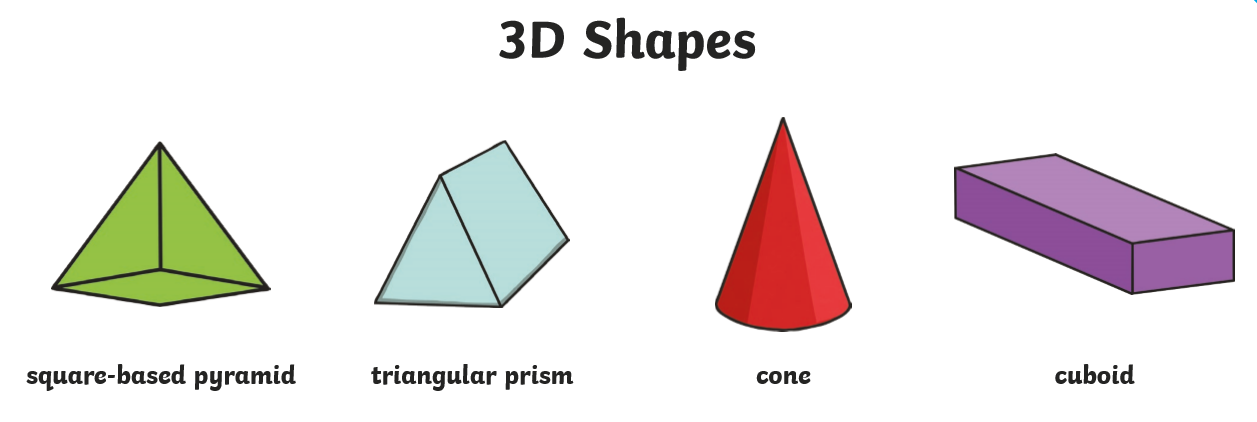 3D Shapes
square-based pyramid
triangular prism
cone
cuboid